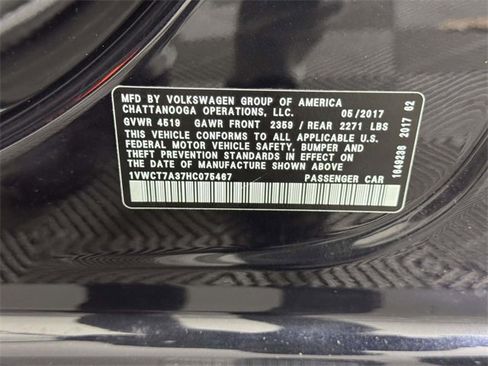 MFD BY VOLKSWAGEN GROUP OF AMERICA
CHATTANOOGA OPERATIONS, LLC. 05/2017
GVWR 4519 GAWR FRONT 2359 / REAR 2271 LBS
THIS VEHICLE CONFORMS TO ALL APPLICABLE U.S.
FEDERAL MOTOR VEHICLE SAFETY, BUMPER AND
THEFT PREVENTION STANDARDS IN EFFECT ON THE
DATE OF MANUFACTURE SHOWN ABOVE
1VWCT7A37HC075467 PASSENGER CAR
1649236 2017 62